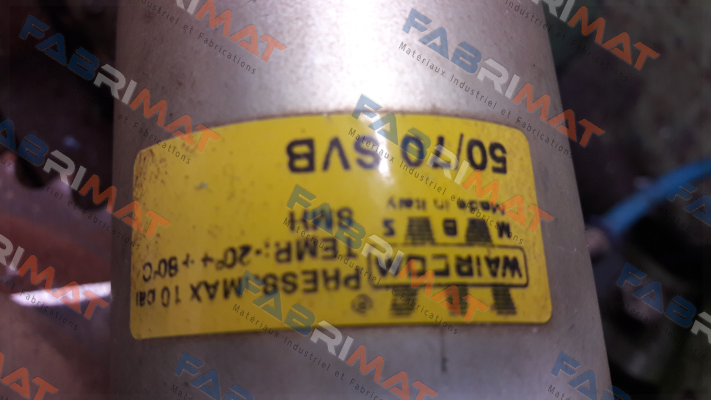 WAIRCOM ® PRESS. MAX 10 bar
TEMP.: -20° ÷ +80°C
M B S
Made in Italy
50/70 SVB
FABRIMAT
Matériaux Industriel et Fabrications